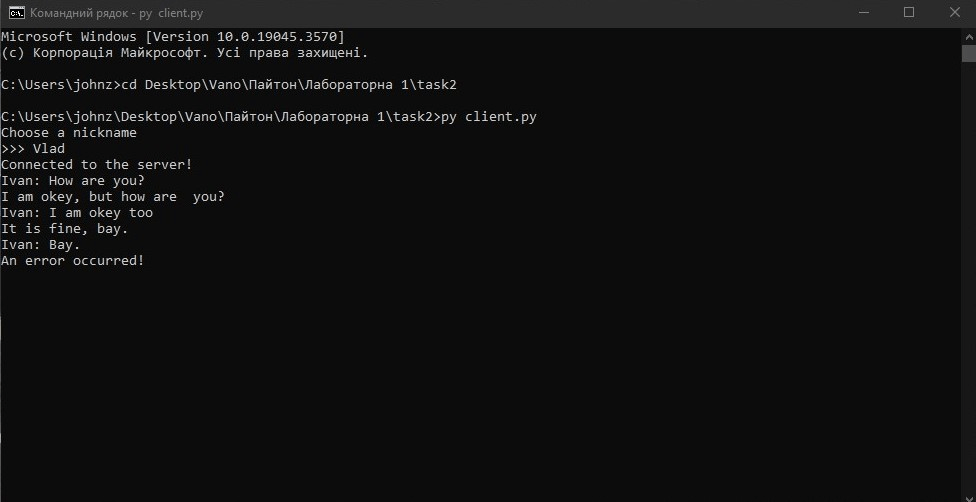 Командний рядок - py  client.py
Microsoft Windows [Version 10.0.19045.3570]
(c) Корпорація Майкрософт. Усі права захищені.
C:\Users\johnz>cd Desktop\Vano\Пайтон\Лабораторна 1\task2
C:\Users\johnz\Desktop\Vano\Пайтон\Лабораторна 1\task2>py client.py
Choose a nickname
>>> Vlad
Connected to the server!
Ivan: How are you?
I am okey, but how are  you?
Ivan: I am okey too
It is fine, bay.
Ivan: Bay.
An error occurred!